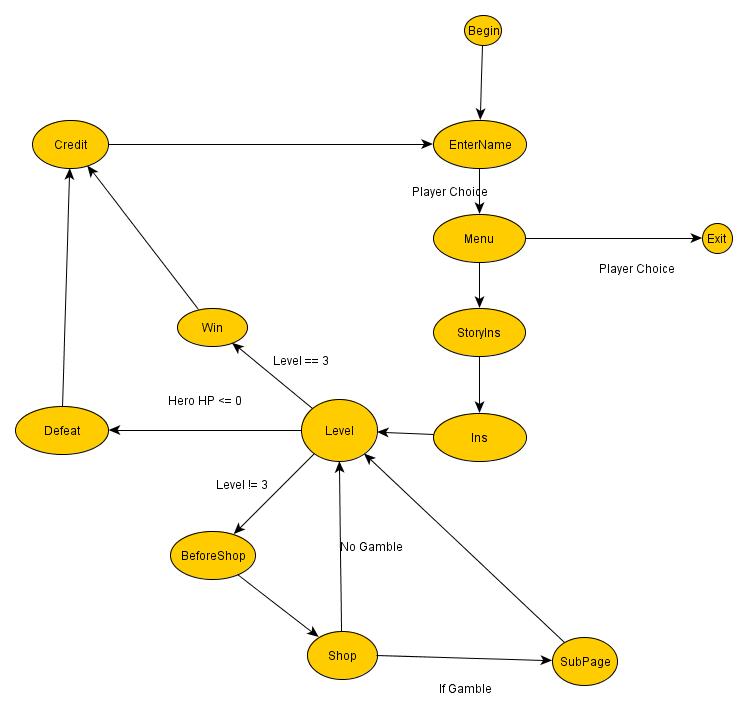 Begin
Credit
EnterName
Player Choice
Menu
Exit
Player Choice
Win
StoryIns
Level == 3
Hero HP <= 0
Defeat
Level
Ins
Level != 3
BeforeShop
No Gamble
Shop
SubPage
If Gamble